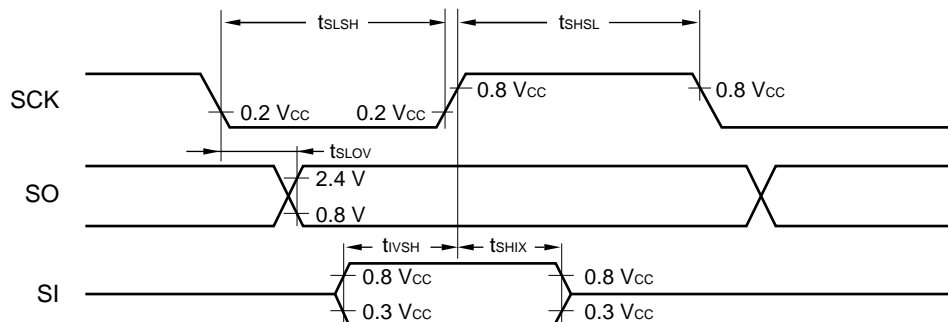 tSLSH tSHSL
SCK 0.2 VCC 0.2 VCC 0.8 VCC 0.8 VCC
tSLOV
SO 2.4 V
0.8 V
tIVSH tSHIX
0.8 VCC 0.8 VCC
SI 0.3 VCC 0.3 VCC